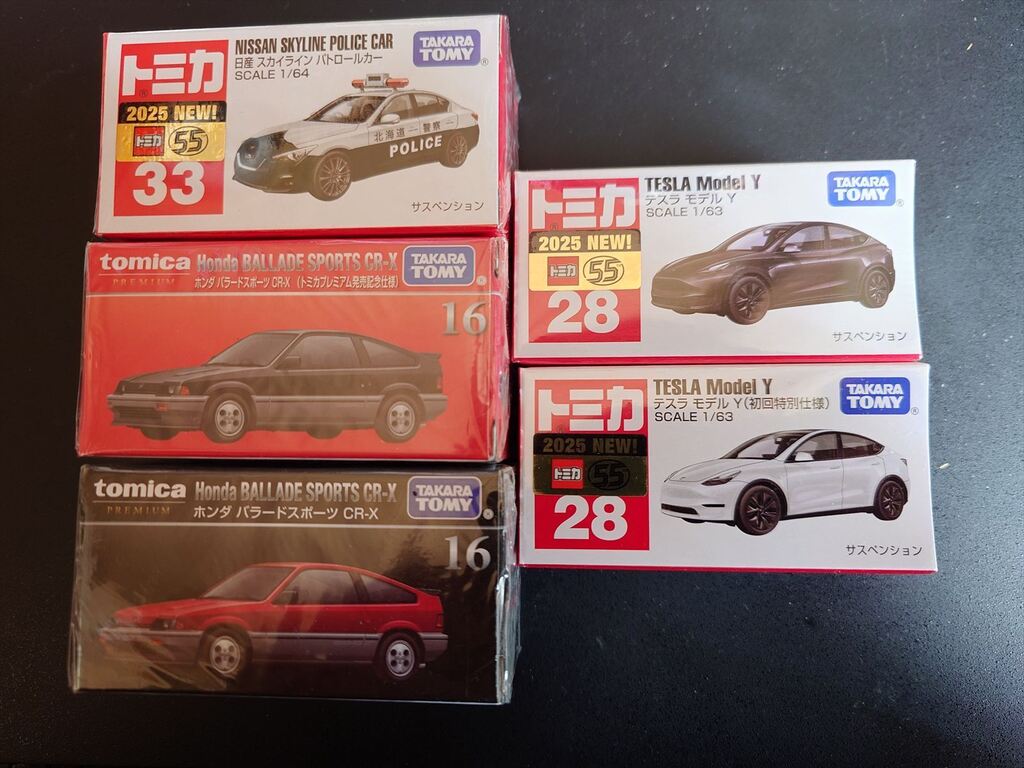 トミカ
2025 NEW!
トミカ 55
33
NISSAN SKYLINE POLICE CAR
日産 スカイライン パトロールカー
SCALE 1/64
TAKARA
TOMY
北海道 警察
POLICE
サスペンション
tomica
PREMIUM
Honda BALLADE SPORTS CR-X
ホンダ バラードスポーツ CR-X (トミカプレミアム発売記念仕様)
TAKARA
TOMY
16
tomica
PREMIUM
Honda BALLADE SPORTS CR-X
ホンダ バラードスポーツ CR-X
TAKARA
TOMY
16
トミカ
2025 NEW!
トミカ 55
28
TESLA Model Y
テスラ モデル Y
SCALE 1/63
TAKARA
TOMY
サスペンション
トミカ
2025 NEW!
トミカ 55
28
TESLA Model Y
テスラ モデル Y(初回特別仕様)
SCALE 1/63
TAKARA
TOMY
サスペンション